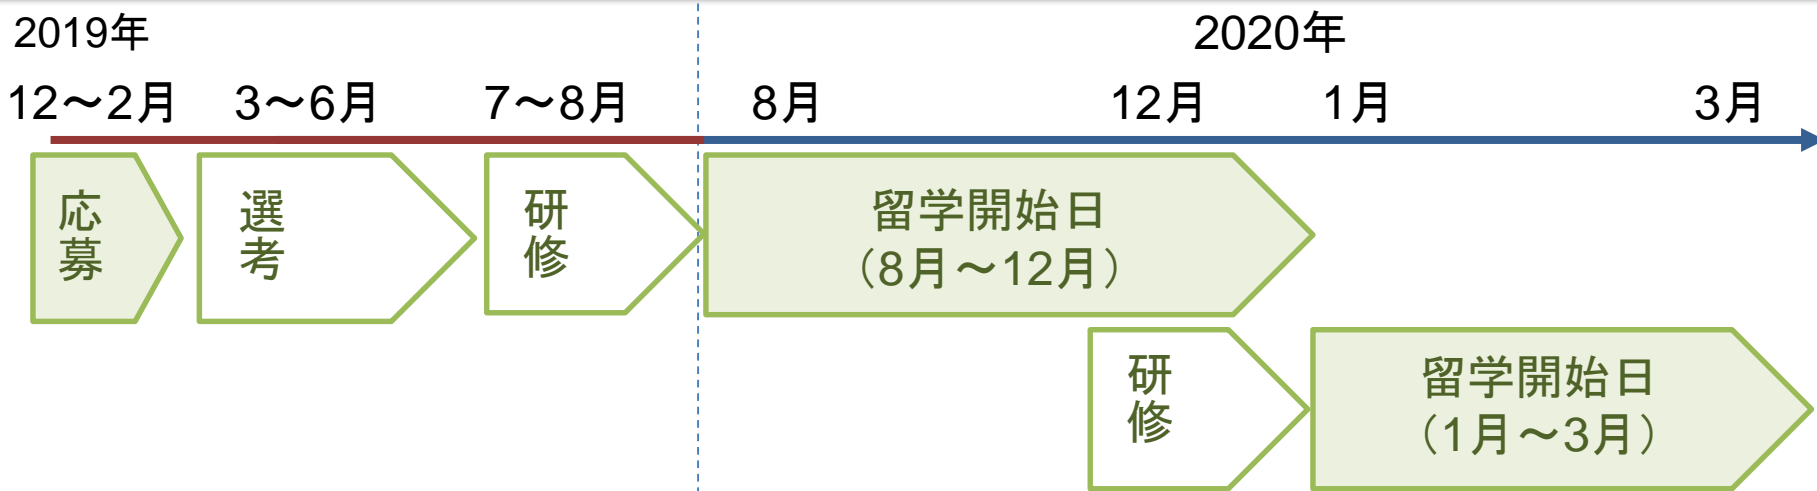 2019年
2020年
12～2月
3～6月
7～8月
8月
12月
1月
3月
応募
選考
研修
留学開始日
（8月～12月）
研修
留学開始日
（1月～3月）